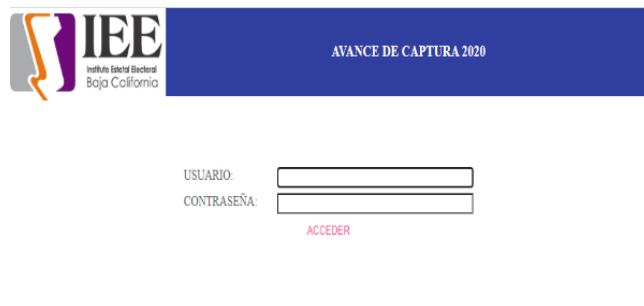 IEE
Instituto Estatal Electoral
Baja California
AVANCE DE CAPTURA 2020
USUARIO:
CONTRASEÑA:
ACCEDER